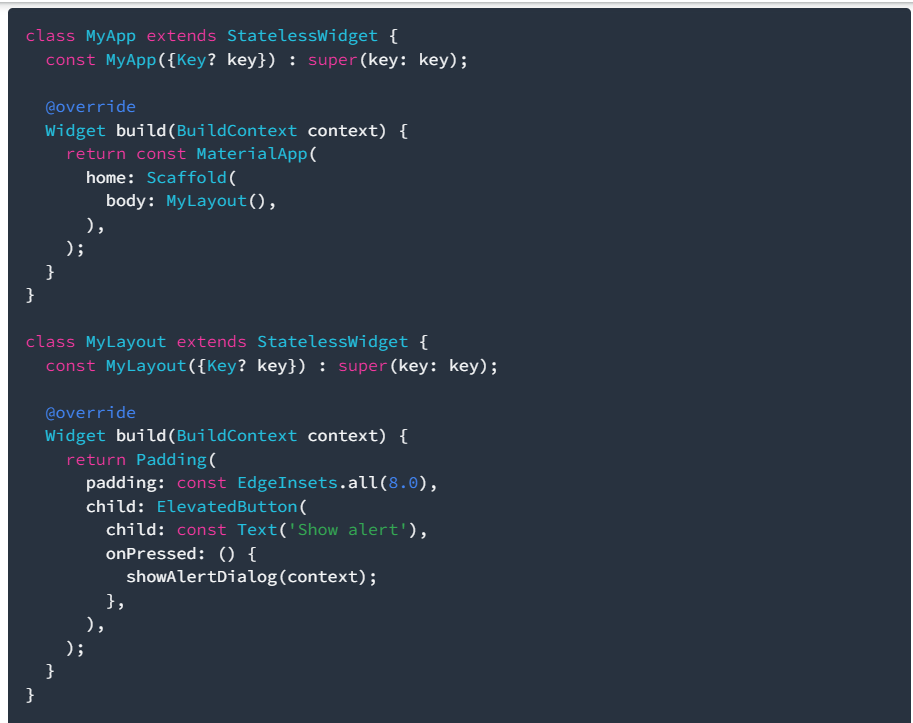 class MyApp extends StatelessWidget {
  const MyApp({Key? key}) : super(key: key);

  @override
  Widget build(BuildContext context) {
    return const MaterialApp(
      home: Scaffold(
        body: MyLayout(),
      ),
    );
  }
}

class MyLayout extends StatelessWidget {
  const MyLayout({Key? key}) : super(key: key);

  @override
  Widget build(BuildContext context) {
    return Padding(
      padding: const EdgeInsets.all(8.0),
      child: ElevatedButton(
        child: const Text('Show alert'),
        onPressed: () {
          showAlertDialog(context);
        },
      ),
    );
  }
}